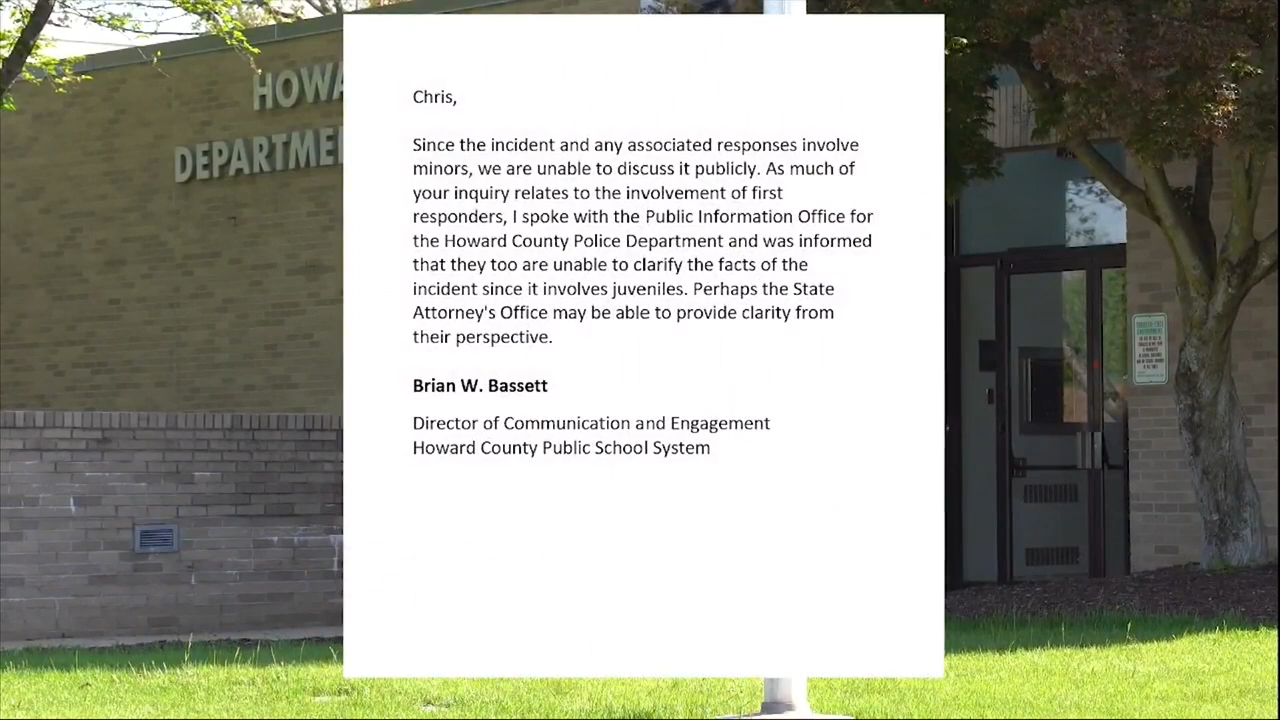 HOWA
DEPARTME
Chris,
Since the incident and any associated responses involve
minors, we are unable to discuss it publicly. As much of
your inquiry relates to the involvement of first
responders, I spoke with the Public Information Office for
the Howard County Police Department and was informed
that they too are unable to clarify the facts of the
incident since it involves juveniles. Perhaps the State
Attorney's Office may be able to provide clarity from
their perspective.
Brian W. Bassett
Director of Communication and Engagement
Howard County Public School System